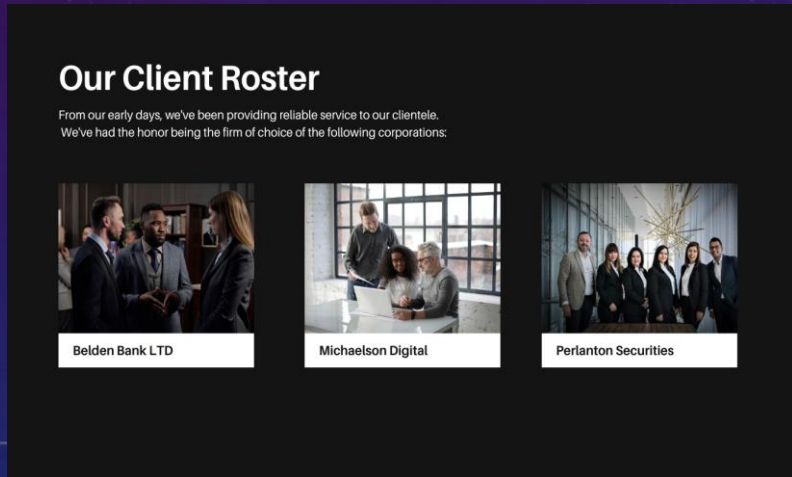 Our Client Roster
From our early days, we've been providing reliable service to our clientele.
We've had the honor being the firm of choice of the following corporations:
Belden Bank LTD
Michaelson Digital
Perlanton Securities